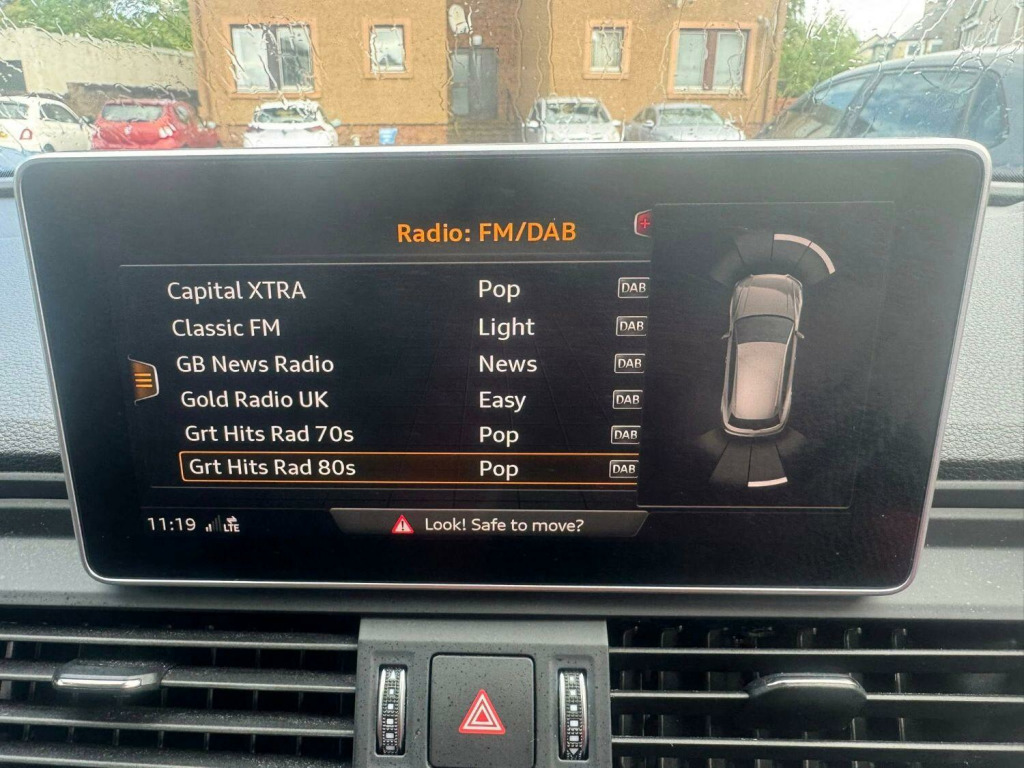 Radio: FM/DAB
Capital XTRA Pop DAB
Classic FM Light DAB
GB News Radio News DAB
Gold Radio UK Easy DAB
Grt Hits Rad 70s Pop DAB
Grt Hits Rad 80s Pop DAB
11:19 LTE Look! Safe to move?